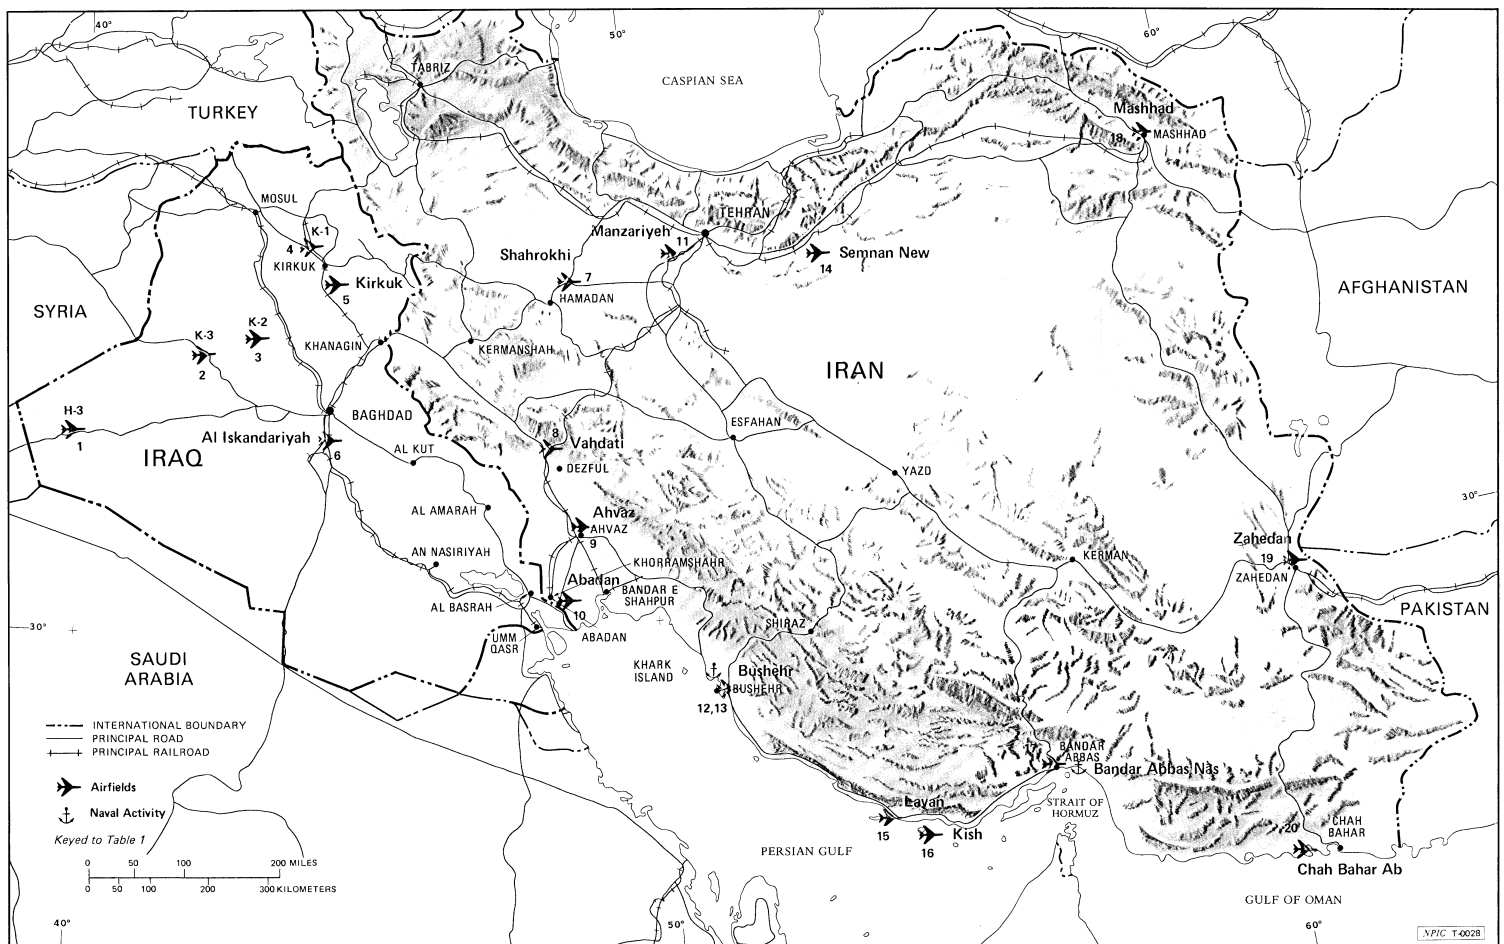 40°
50°
60°
TABRIZ
CASPIAN SEA
TURKEY
Mashhad
18
MASHHAD
MOSUL
TEHRAN
K-1
4
Manzariyeh
11
KIRKUK
Shahrokhi
7
Semnan New
14
Kirkuk
5
HAMADAN
AFGHANISTAN
SYRIA
K-2
3
K-3
2
KHANAGIN
KERMANSHAH
IRAN
H-3
1
BAGHDAD
ESFAHAN
Al Iskandariyah
6
IRAQ
AL KUT
8
Vahdati
DEZFUL
YAZD
30°
AL AMARAH
Ahvaz
AHVAZ
9
AN NASIRIYAH
KHORRAMSHAHR
KERMAN
Zahedan
19
ZAHEDAN
Abadan
10
BANDAR E
SHAHPUR
AL BASRAH
PAKISTAN
30°
UMM
QASR
ABADAN
SHIRAZ
SAUDI
ARABIA
KHARK
ISLAND
Bushehr
BUSHEHR
12,13
INTERNATIONAL BOUNDARY
PRINCIPAL ROAD
PRINCIPAL RAILROAD
BANDAR
ABBAS
Bandar Abbas Nas
Airfields
Naval Activity
Keyed to Table 1
Layan
15
Kish
16
STRAIT OF
HORMUZ
20
CHAH
BAHAR
PERSIAN GULF
Chah Bahar Ab
0 50 100 200 MILES
0 50 100 200 300 KILOMETERS
GULF OF OMAN
40°
50°
60°
NPIC T-0028